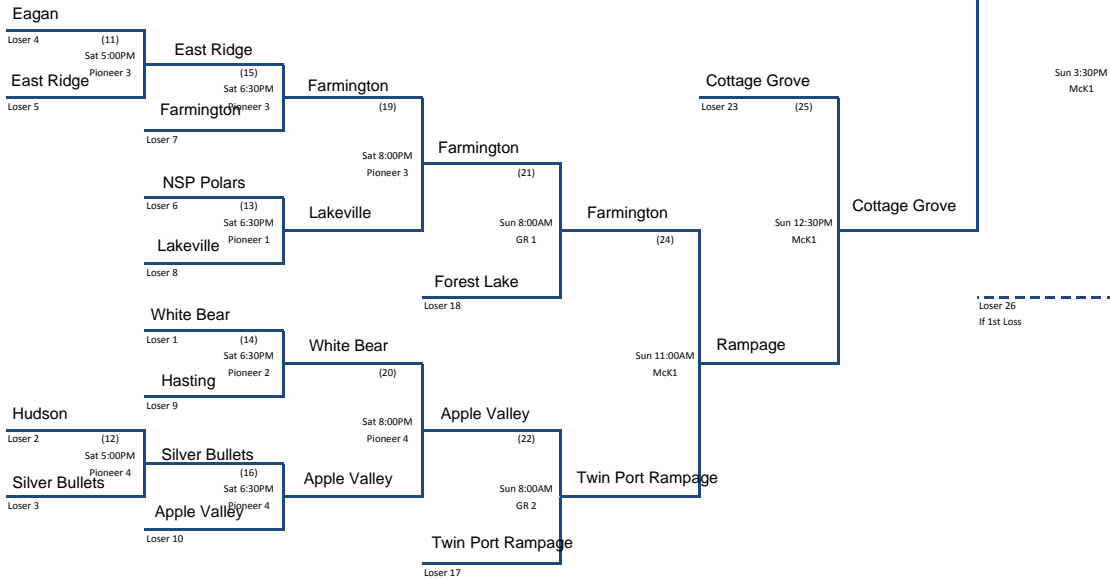 Eagan
Loser 4
(11)
Sat 5:00PM
Pioneer 3
East Ridge
Loser 5
East Ridge
(15)
Sat 6:30PM
Pioneer 3
Farmington
Loser 7
Farmington
(19)
Sat 8:00PM
Pioneer 3
NSP Polars
Loser 6
(13)
Sat 6:30PM
Pioneer 1
Lakeville
Loser 8
Lakeville
Farmington
(21)
Sun 8:00AM
GR 1
Forest Lake
Loser 18
Farmington
(24)
Sun 11:00AM
McK1
White Bear
Loser 1
(14)
Sat 6:30PM
Pioneer 2
Hasting
Loser 9
White Bear
(20)
Sat 8:00PM
Pioneer 4
Hudson
Loser 2
(12)
Sat 5:00PM
Pioneer 4
Silver Bullets
Loser 3
Silver Bullets
(16)
Sat 6:30PM
Pioneer 4
Apple Valley
Loser 10
Apple Valley
Apple Valley
(22)
Sun 8:00AM
GR 2
Twin Port Rampage
Loser 17
Twin Port Rampage
Rampage
Cottage Grove
Loser 23
(25)
Sun 12:30PM
McK1
Cottage Grove
Sun 3:30PM
McK1
Loser 26
If 1st Loss